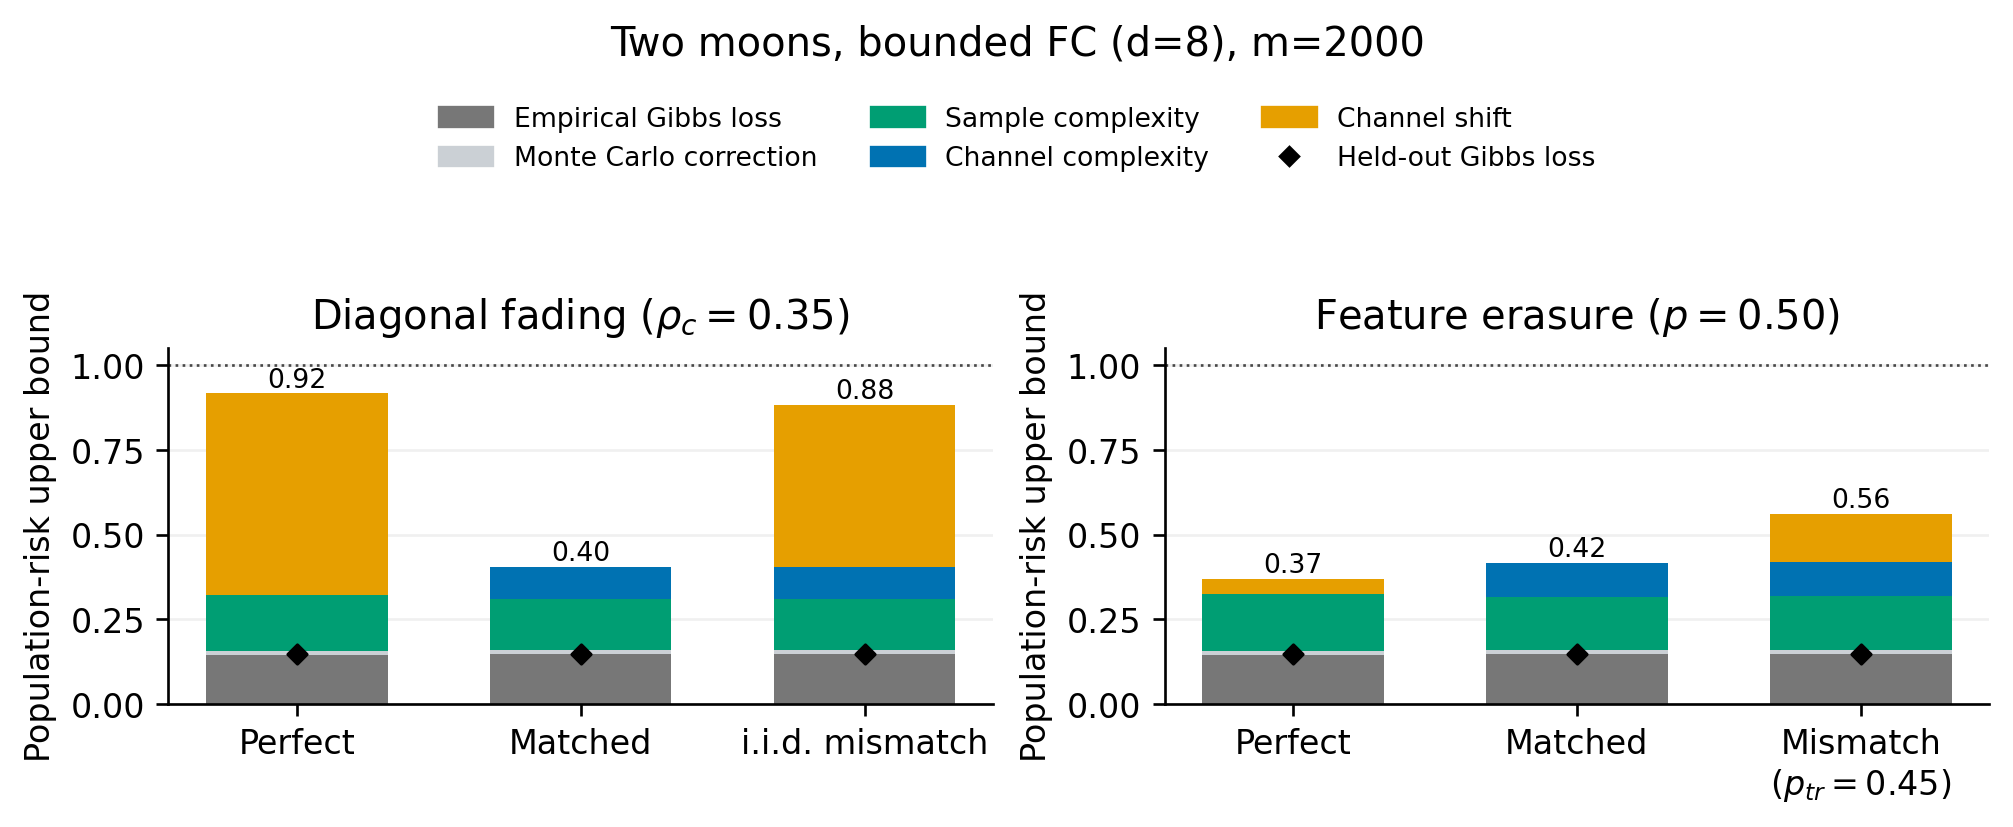 Two moons, bounded FC (d=8), m=2000
Empirical Gibbs loss
Monte Carlo correction
Sample complexity
Channel complexity
Channel shift
Held-out Gibbs loss
Diagonal fading (ρ_c = 0.35)
Population-risk upper bound
1.00
0.75
0.50
0.25
0.00
0.92
0.40
0.88
Perfect
Matched
i.i.d. mismatch
Feature erasure (p = 0.50)
Population-risk upper bound
1.00
0.75
0.50
0.25
0.00
0.37
0.42
0.56
Perfect
Matched
Mismatch
(p_tr = 0.45)